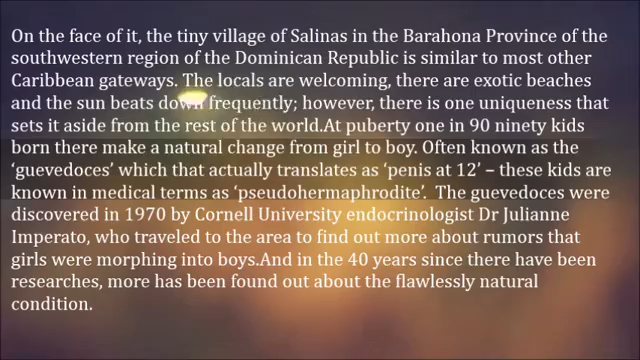 On the face of it, the tiny village of Salinas in the Barahona Province of the
southwestern region of the Dominican Republic is similar to most other
Caribbean gateways. The locals are welcoming, there are exotic beaches
and the sun beats down frequently; however, there is one uniqueness that
sets it aside from the rest of the world.At puberty one in 90 ninety kids
born there make a natural change from girl to boy. Often known as the
‘guevedoces’ which that actually translates as ‘penis at 12’ – these kids are
known in medical terms as ‘pseudohermaphrodite’.  The guevedoces were
discovered in 1970 by Cornell University endocrinologist Dr Julianne
Imperato, who traveled to the area to find out more about rumors that
girls were morphing into boys.And in the 40 years since there have been
researches, more has been found out about the flawlessly natural
condition.